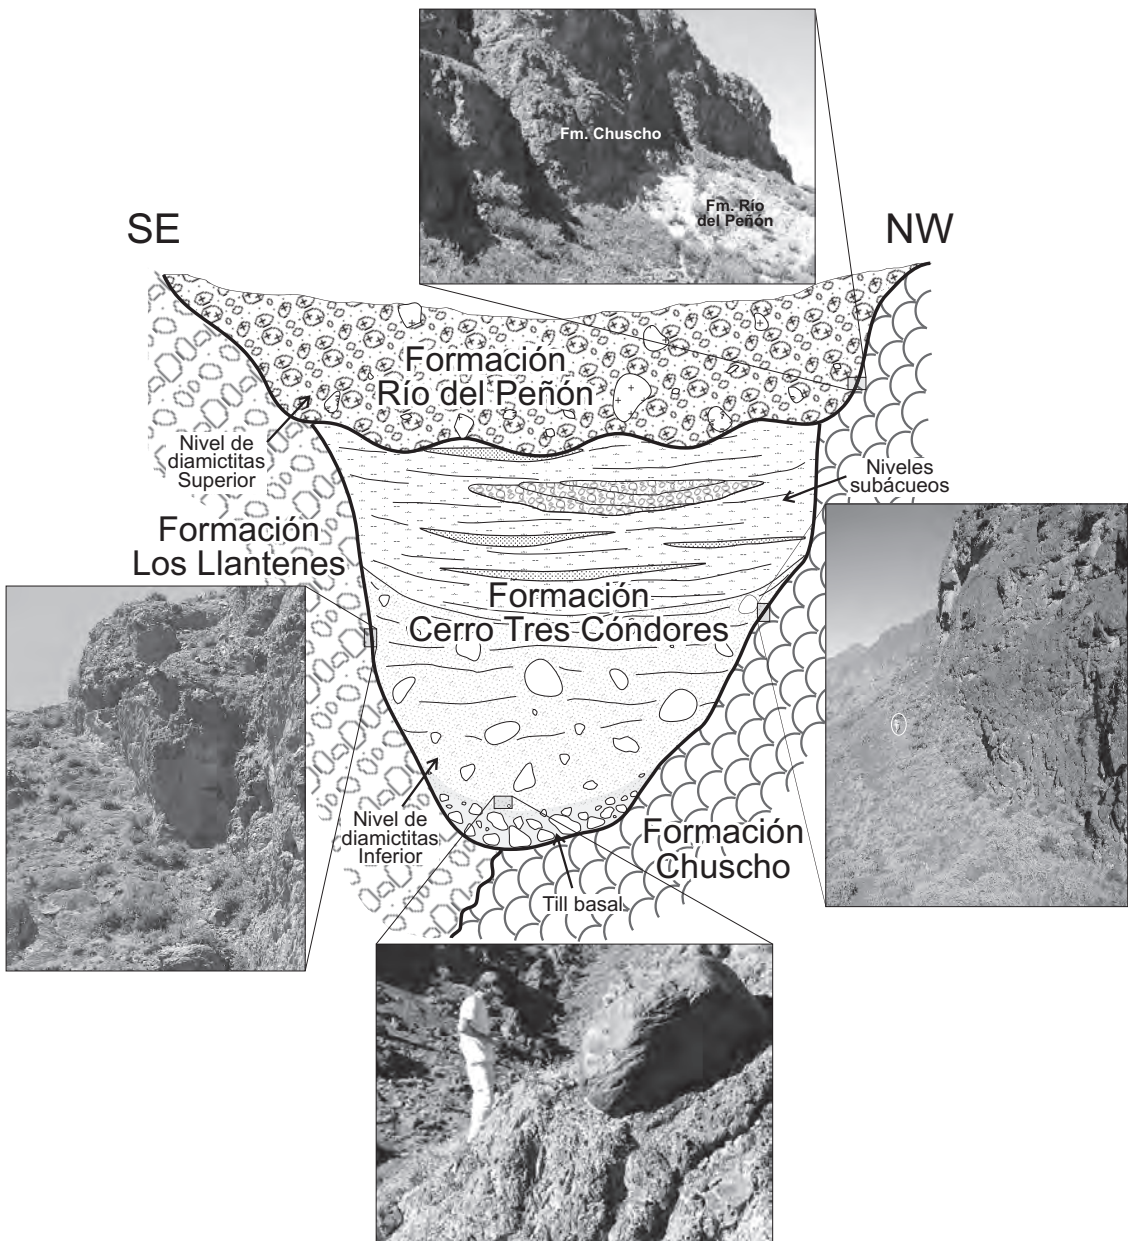 Fm. Chuscho
Fm. Río
del Peñón
SE
NW
Formación
Río del Peñón
Nivel de
diamictitas
Superior
Niveles
subácueos
Formación
Los Llantenes
Formación
Cerro Tres Cóndores
Nivel de
diamictitas
Inferior
Formación
Chuscho
Till basal